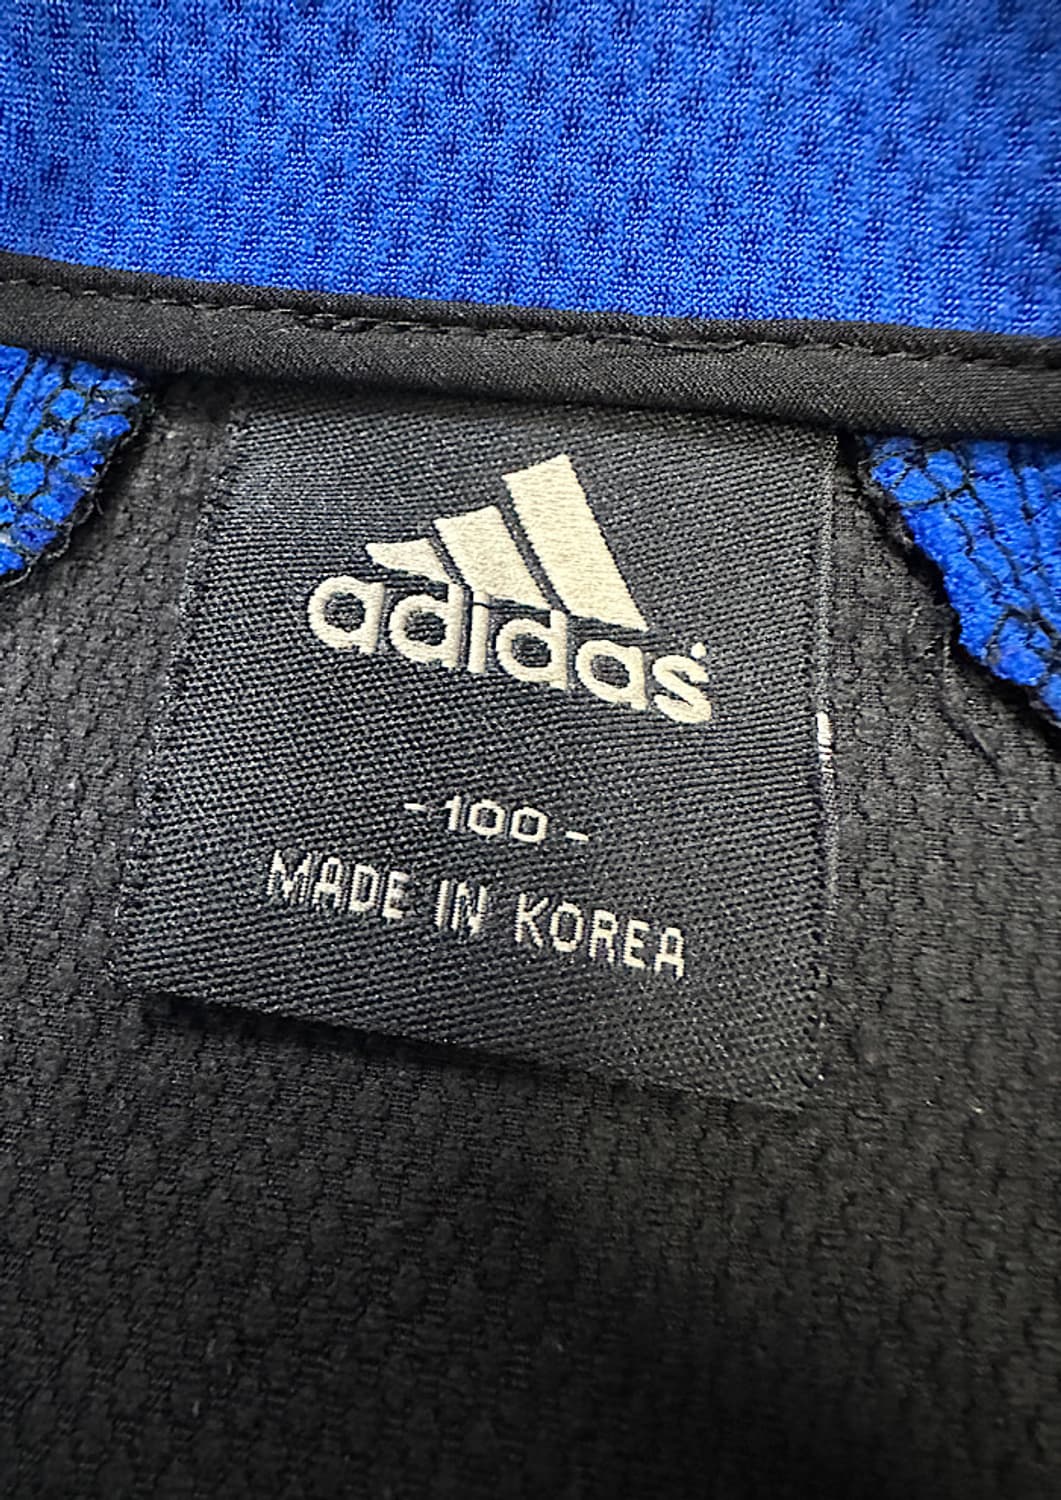 adidas
-100-
MADE IN KOREA